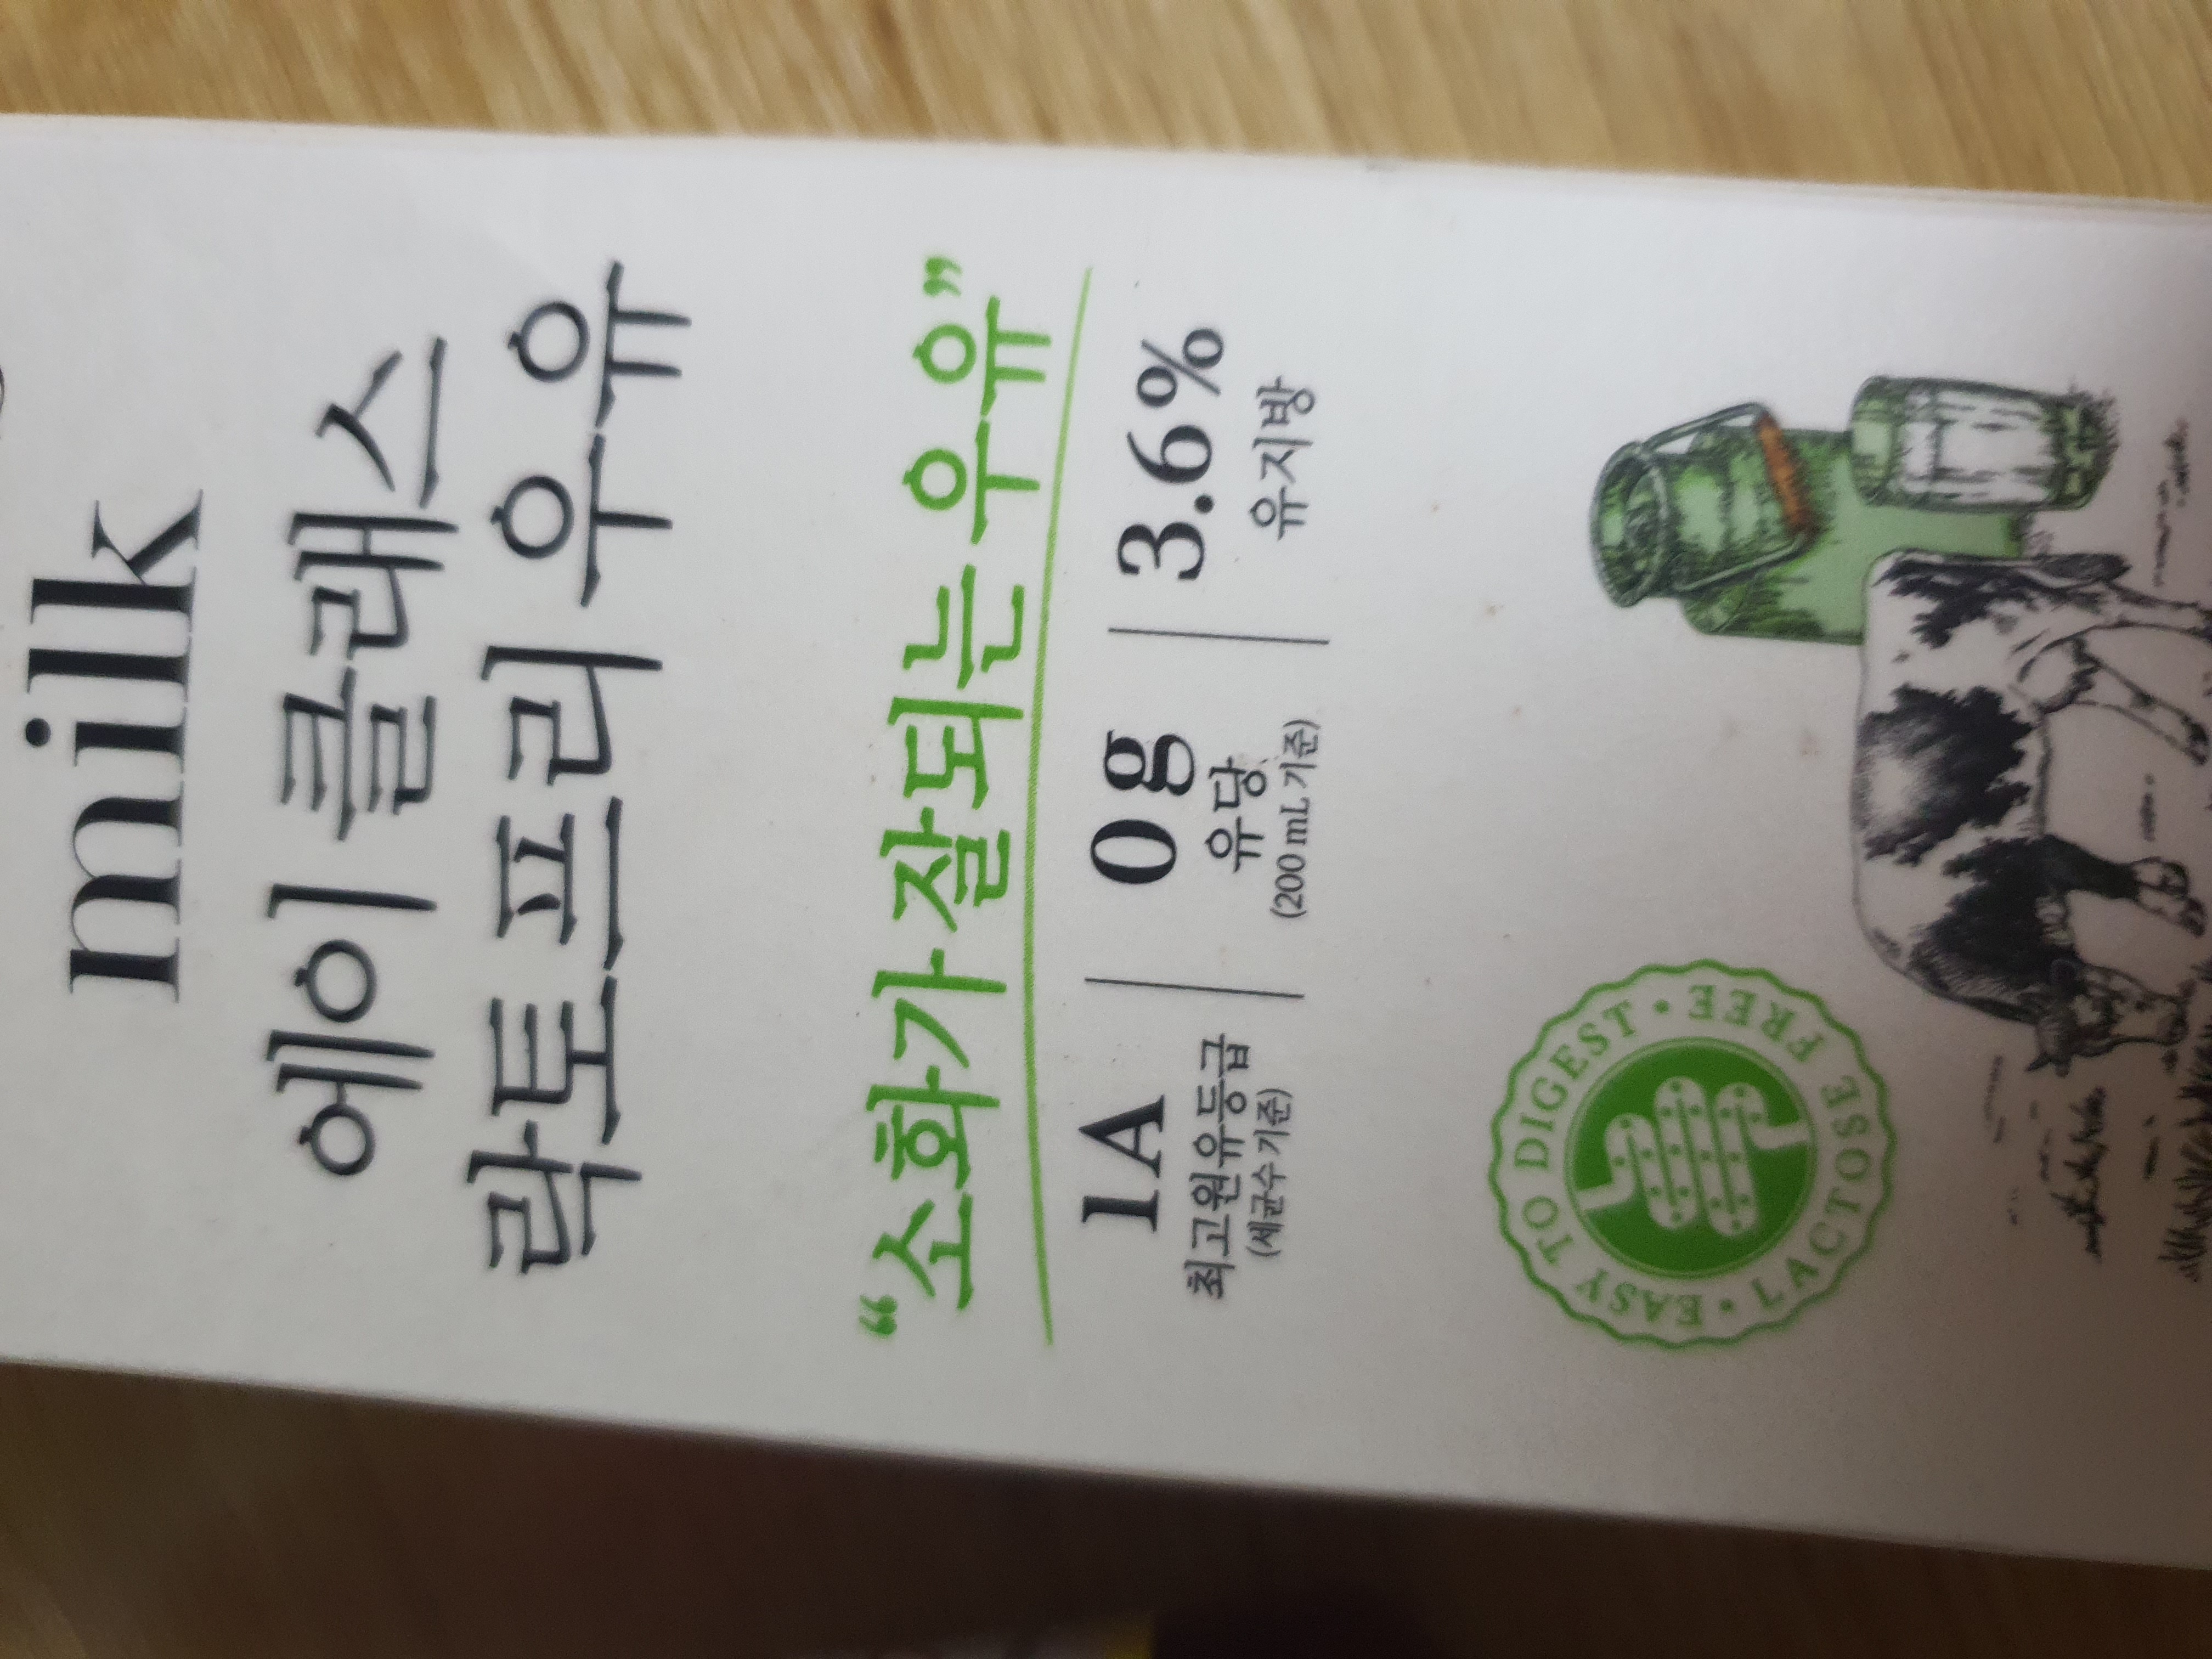 milk
에이 클래스
락토프리 우유
“소화가 잘되는 우유”
1A
최고원유등급
(세균수 기준)
0 g
유당
(200 mL 기준)
3.6%
유지방
EASY TO DIGEST • LACTOSE FREE •